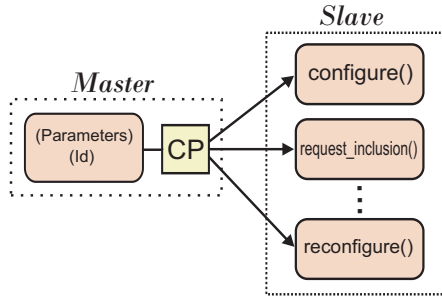 Slave
Master
configure()
(Parameters)
(Id)
CP
request_inclusion()
reconfigure()